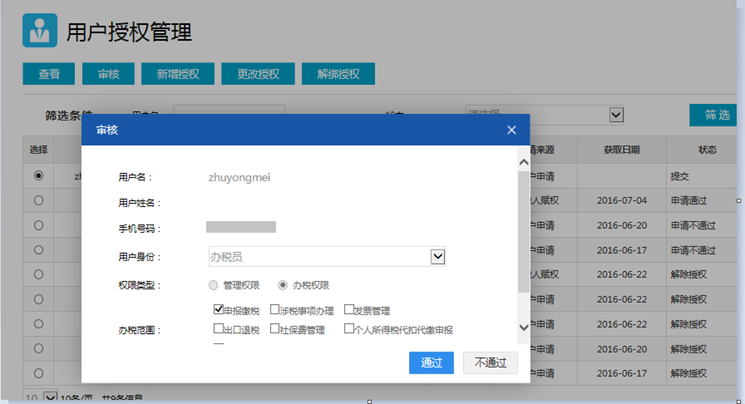 用户授权管理
查看 审核 新增授权 更改授权 解绑授权
筛选条件 用户名 请选择 筛 选
选择 请来源 获取日期 状态
审核
用户名： zhuyongmei
用户姓名：
手机号码：
用户身份： 办税员
权限类型： 管理权限 办税权限
办税范围： 申报缴税 涉税事项办理 发票管理
出口退税 社保费管理 个人所得税代扣代缴申报
通过 不通过
户申请 提交
人赋权 2016-07-04 申请通过
户申请 2016-06-20 申请不通过
户申请 2016-06-17 申请不通过
人赋权 2016-06-22 解除授权
户申请 2016-06-22 解除授权
户申请 2016-06-22 解除授权
户申请 2016-06-20 解除授权
户申请 2016-06-17 解除授权
10 10条/页 共9条信息